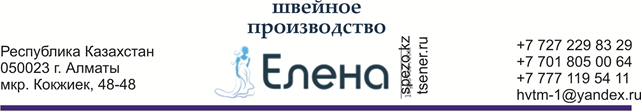 швейное
производство
Елена
spezo.kz
tsener.ru
Республика Казахстан
050023 г. Алматы
мкр. Кокжиек, 48-48
+7 727 229 83 29
+7 701 805 00 64
+7 777 119 54 11
hvtm-1@yandex.ru